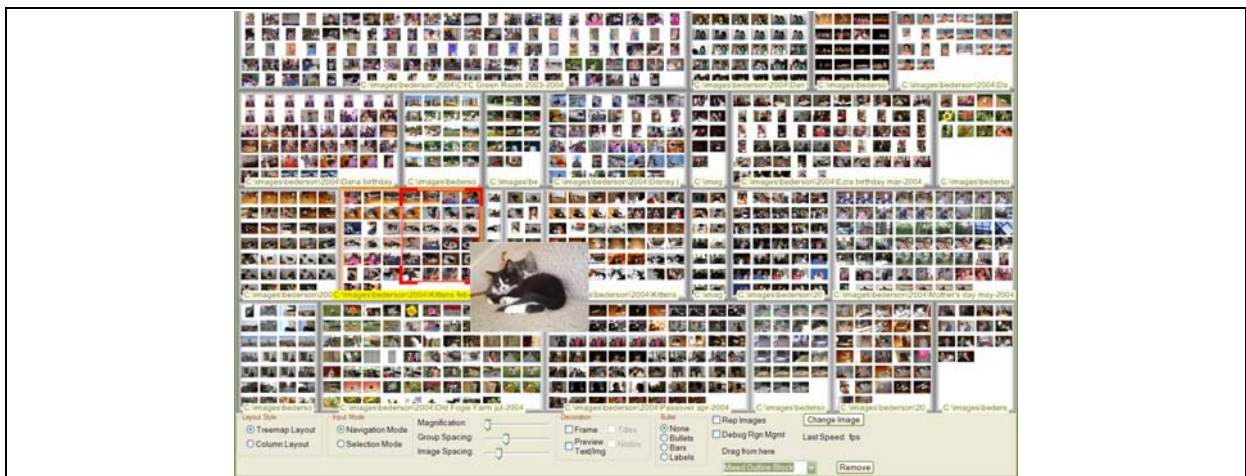 C:\images\bederson\2004\CYC Green Room 2003-2004
C:\images\bederson\2004\Dan
C:\images\bederso
C:\images\bederson\2004\Da
C:\images\bederson\2004\Dana birthday
C:\images\bederso
C:\images\be
C:\images\bederson\2004\Disney j
C:\imag
C:\images\bederson\2004\Ezra birthday mar-2004
C:\images\bederso
C:\images\bederson\200
C:\images\bederson\2004\Kittens feb
bederson\2004\Kittens
C:\imag
C:\images\bederson\20
C:\images\bederson\2004\Mother's day may-2004
C:\images\bederso
C:\images\bederson\2004\Old Fogie Farm jul-2004
C:\images\bederson\2004\Passover apr-2004
C:\images\bederso
C:\images\bederson\20
C:\images\beders
Layout Style
Treemap Layout
Column Layout
Input Mode
Navigation Mode
Selection Mode
Magnification:
Group Spacing:
Image Spacing:
Decoration
Frame
Titles
Preview Text/Img
Bullet
None
Bullets
Bars
Labels
Rep Images
Debug Rgn Mgmt
Drag from here
Mixed Outline Block
Change Image
Last Speed: fps
Remove